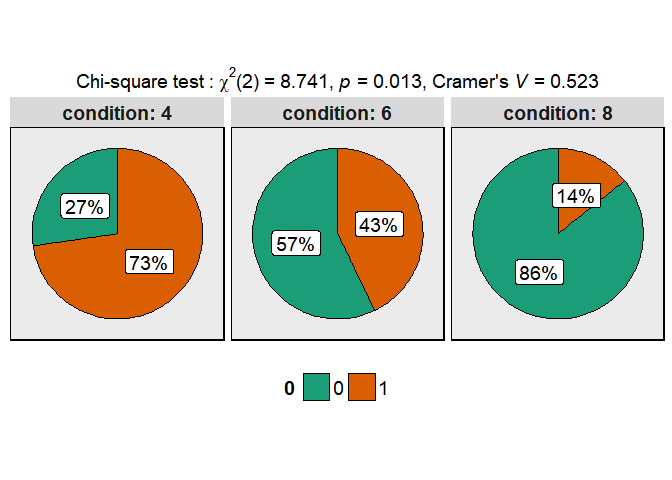 Chi-square test : χ²(2) = 8.741, p = 0.013, Cramer's V = 0.523
condition: 4 condition: 6 condition: 8
27% 73% 57% 43% 14% 86%
0 0 1